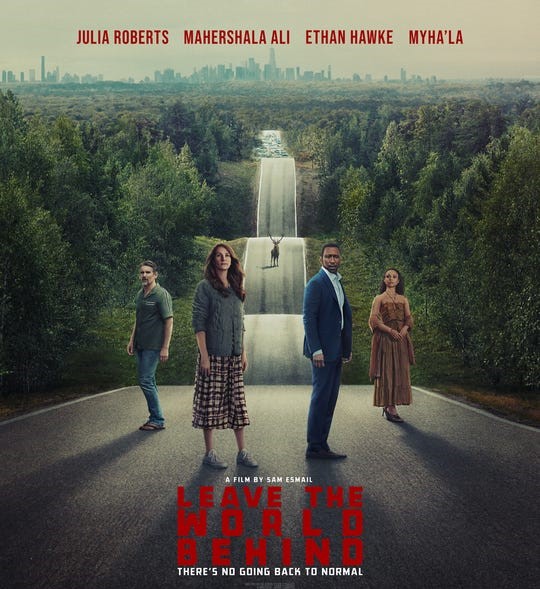 JULIA ROBERTS MAHERSHALA ALI ETHAN HAWKE MYHA'LA
A FILM BY SAM ESMAIL
LEAVE THE
WORLD
BEHIND
THERE'S NO GOING BACK TO NORMAL